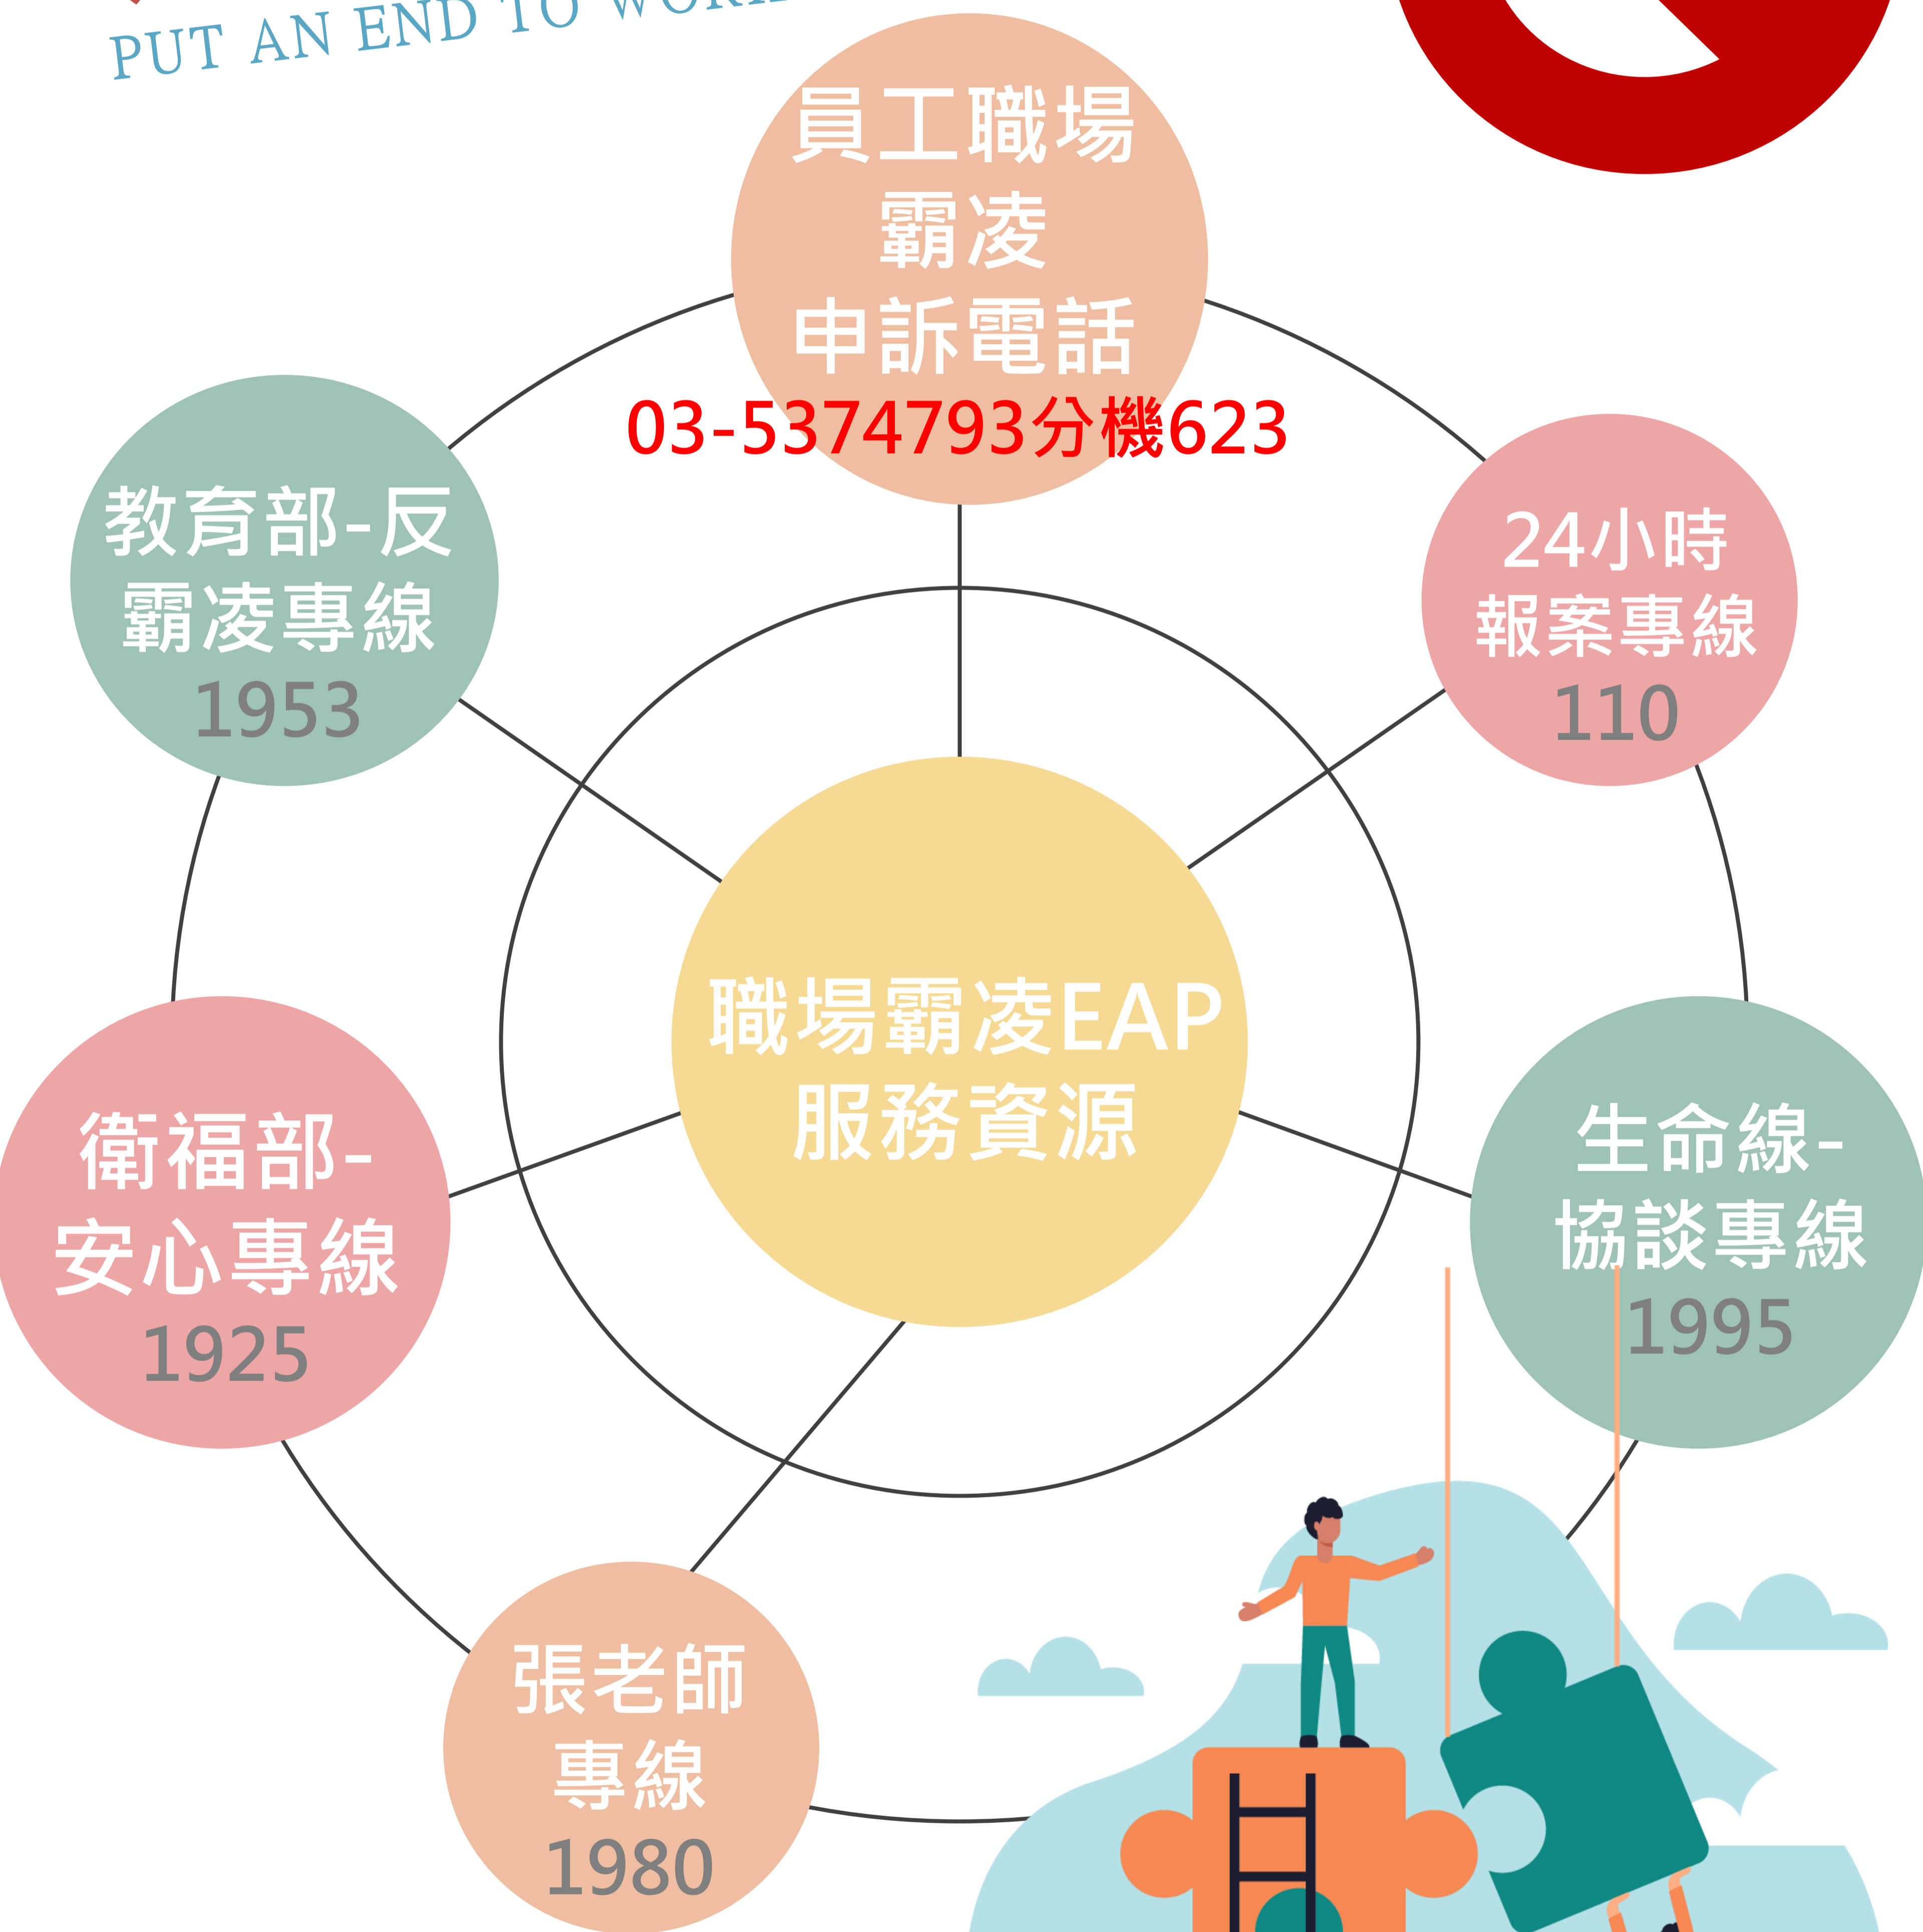 PUT AN END TO WOR
員工職場
霸凌
申訴電話
03-5374793分機623
教育部-反
霸凌專線
1953
24小時
報案專線
110
職場霸凌EAP
服務資源
衛福部-
安心專線
1925
生命線-
協談專線
1995
張老師
專線
1980